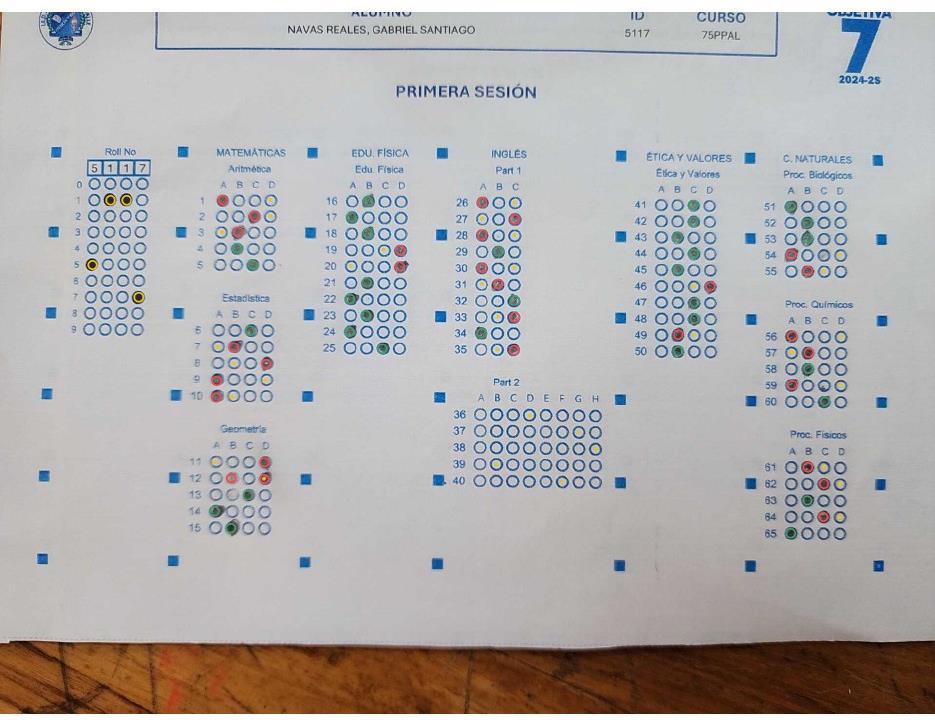 ALUMNO
ID
CURSO
OBJETIVA
NAVAS REALES, GABRIEL SANTIAGO
5117
75PPAL
7
2024-2S
PRIMERA SESIÓN
Roll No
5 1 1 7
0
1
2
3
4
5
6
7
8
9
MATEMÁTICAS
Aritmética
A B C D
1
2
3
4
5
Estadística
A B C D
6
7
8
9
10
Geometría
A B C D
11
12
13
14
15
EDU. FÍSICA
Edu. Física
A B C D
16
17
18
19
20
21
22
23
24
25
INGLÉS
Part 1
A B C
26
27
28
29
30
31
32
33
34
35
Part 2
A B C D E F G H
36
37
38
39
40
ÉTICA Y VALORES
Ética y Valores
A B C D
41
42
43
44
45
46
47
48
49
50
C. NATURALES
Proc. Biológicos
A B C D
51
52
53
54
55
Proc. Químicos
A B C D
56
57
58
59
60
Proc. Físicos
A B C D
61
62
63
64
65